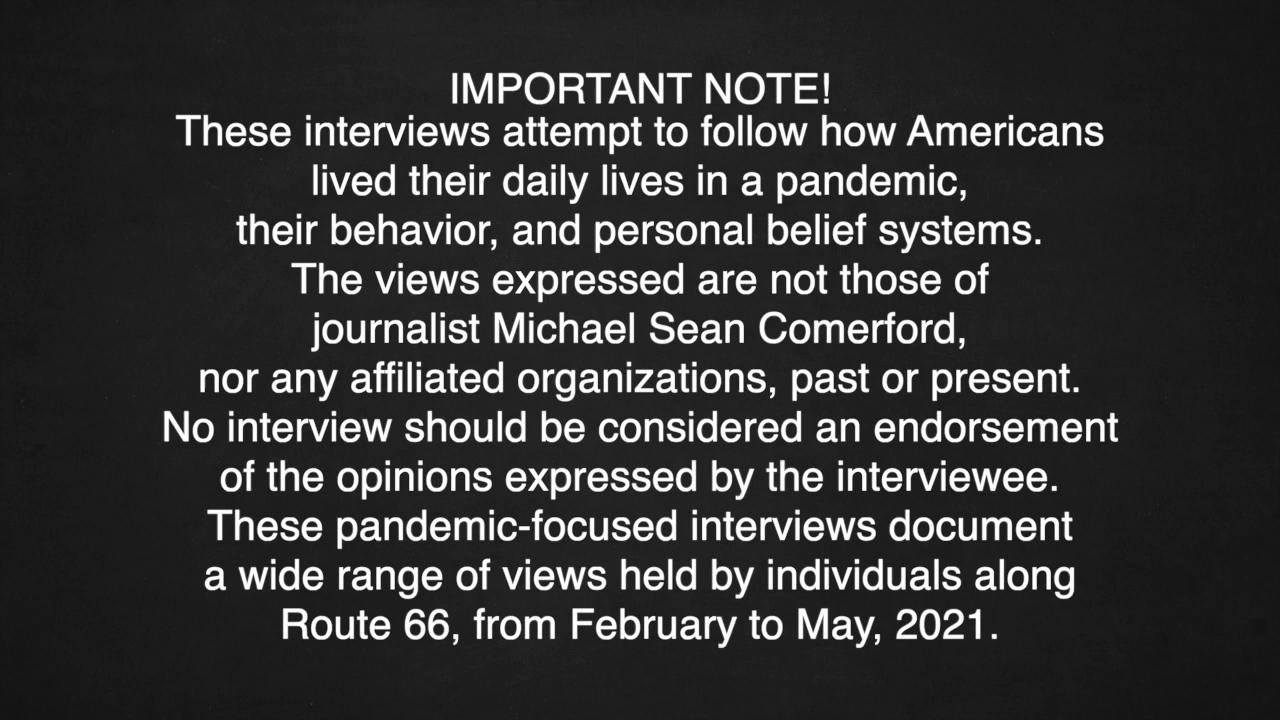 IMPORTANT NOTE!
These interviews attempt to follow how Americans
lived their daily lives in a pandemic,
their behavior, and personal belief systems.
The views expressed are not those of
journalist Michael Sean Comerford,
nor any affiliated organizations, past or present.
No interview should be considered an endorsement
of the opinions expressed by the interviewee.
These pandemic-focused interviews document
a wide range of views held by individuals along
Route 66, from February to May, 2021.